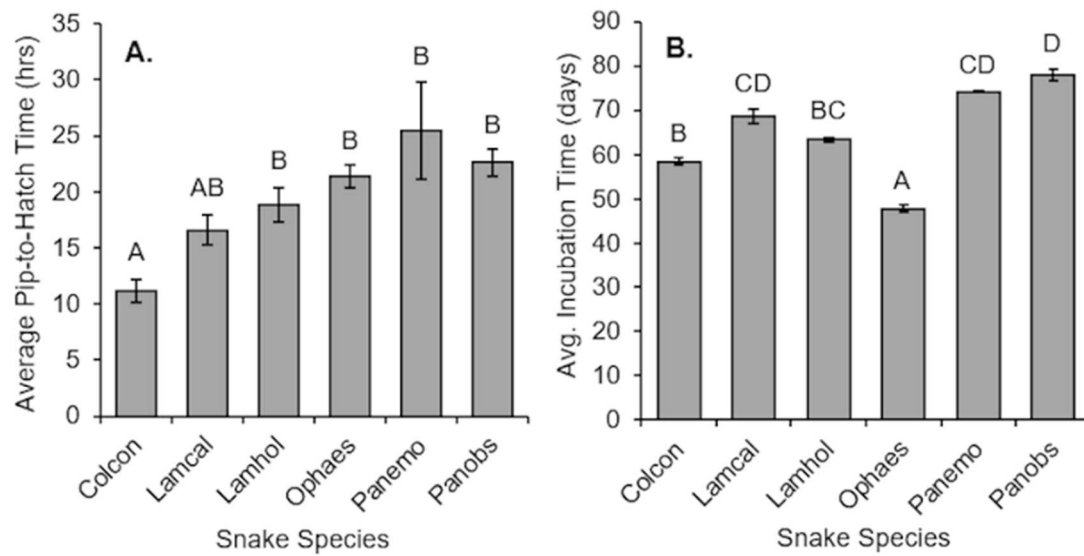 A.
Average Pip-to-Hatch Time (hrs)
35
30
25
20
15
10
5
0
A
AB
B
B
B
B
Colcon
Lamcal
Lamhol
Ophaes
Panemo
Panobs
Snake Species
B.
Avg. Incubation Time (days)
90
80
70
60
50
40
30
20
10
0
B
CD
BC
A
CD
D
Colcon
Lamcal
Lamhol
Ophaes
Panemo
Panobs
Snake Species